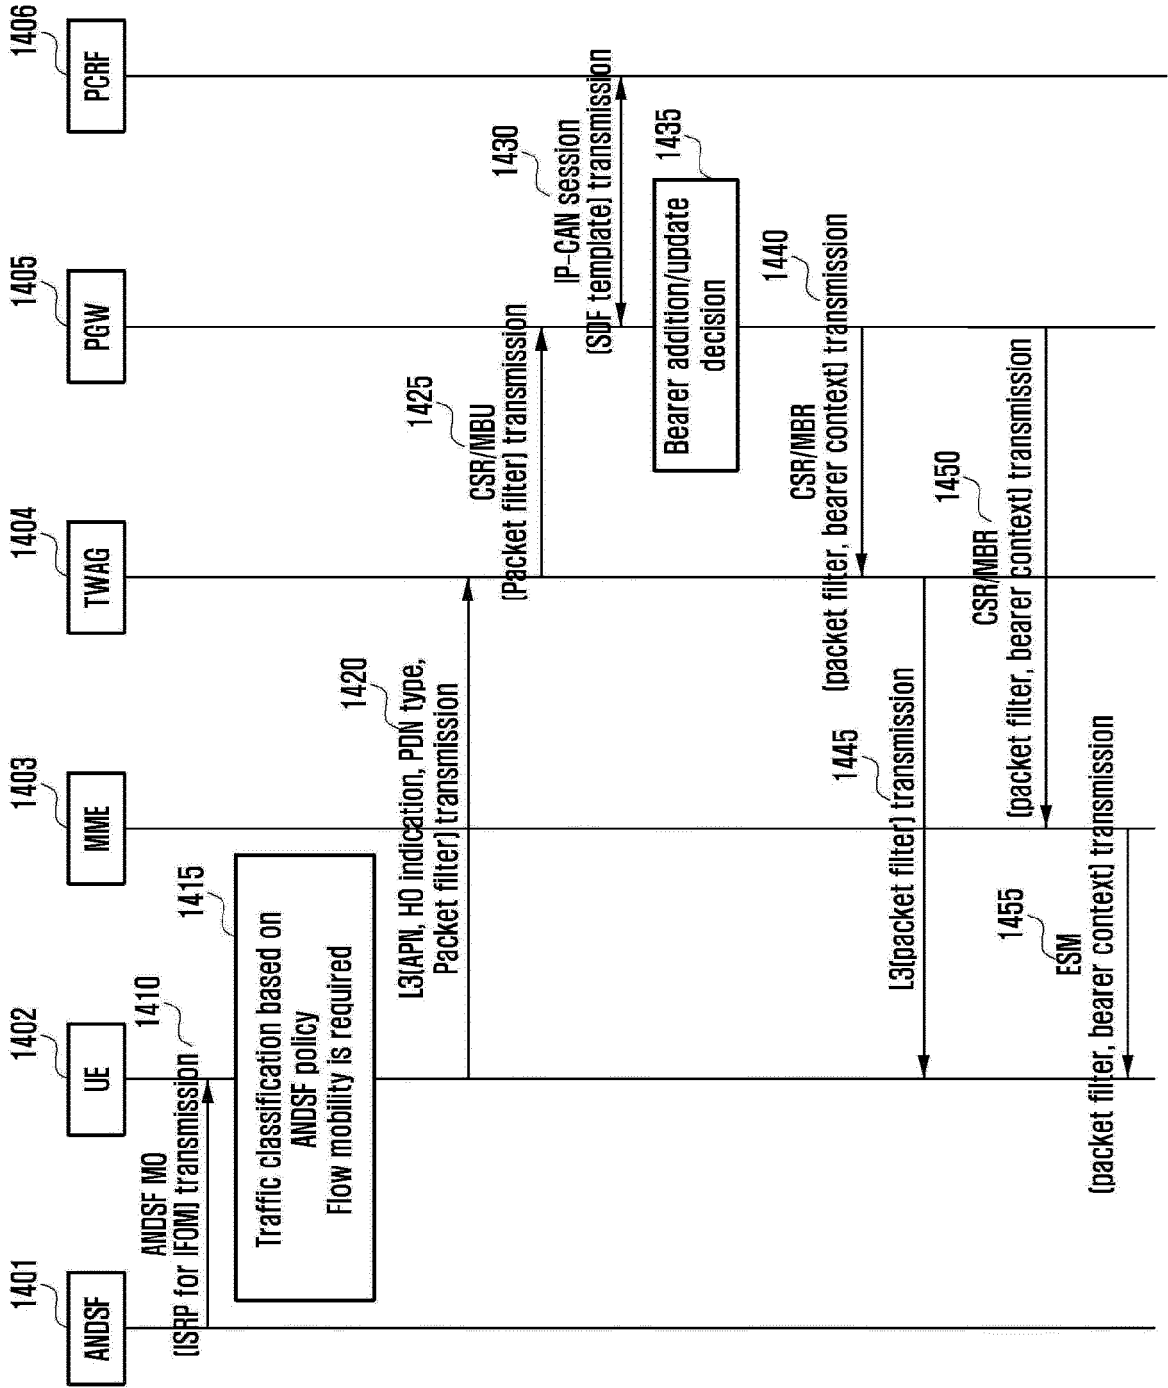 1401
ANDSF
1402
UE
1403
MME
1404
TWAG
1405
PGW
1406
PCRF
1410
ANDSF MO
(ISRP for IFOM) transmission
1415
Traffic classification based on
ANDSF policy
Flow mobility is required
1420
L3(APN, HO indication, PDN type,
Packet filter) transmission
1425
CSR/MBU
(Packet filter) transmission
1430
IP-CAN session
(SDF template) transmission
1435
Bearer addition/update
decision
1440
CSR/MBR
(packet filter, bearer context) transmission
1445
L3(packet filter) transmission
1450
CSR/MBR
(packet filter, bearer context) transmission
1455
ESM
(packet filter, bearer context) transmission